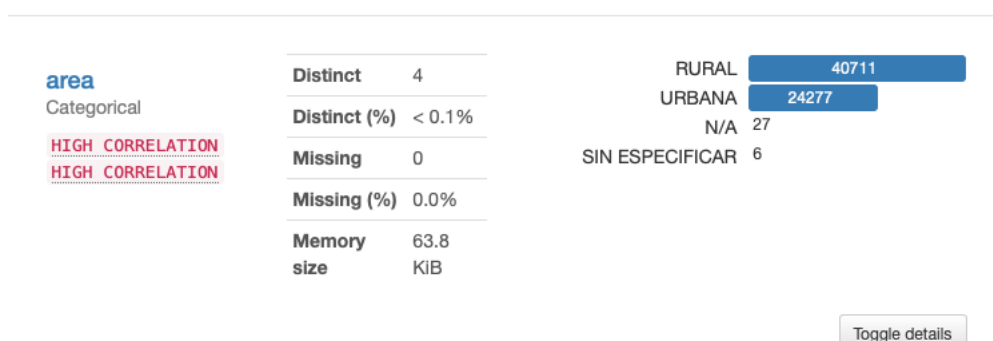 area
Categorical
HIGH CORRELATION
HIGH CORRELATION
Distinct 4
Distinct (%) < 0.1%
Missing 0
Missing (%) 0.0%
Memory 63.8
size KiB
RURAL 40711
URBANA 24277
N/A 27
SIN ESPECIFICAR 6
Toggle details